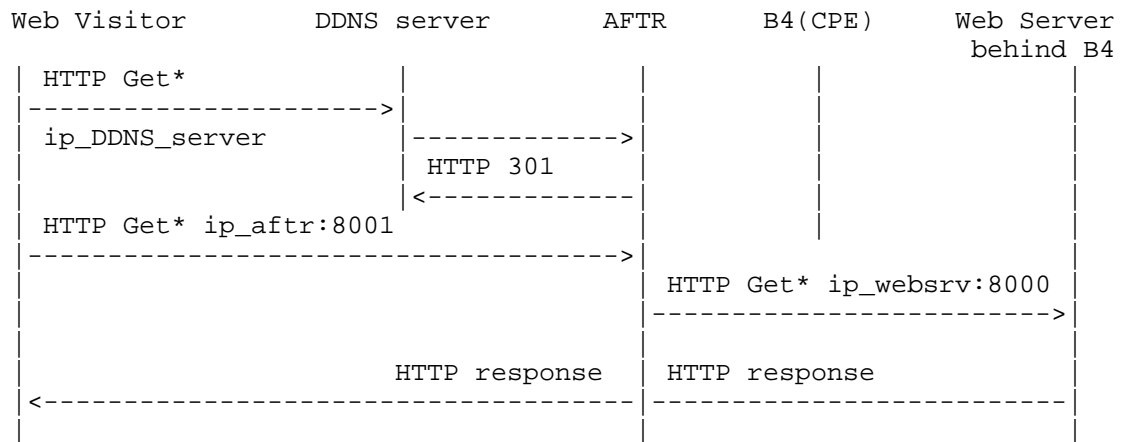 Web Visitor DDNS server AFTR B4(CPE) Web Server
behind B4
HTTP Get*
ip_DDNS_server
HTTP 301
HTTP Get* ip_aftr:8001
HTTP Get* ip_websrv:8000
HTTP response HTTP response